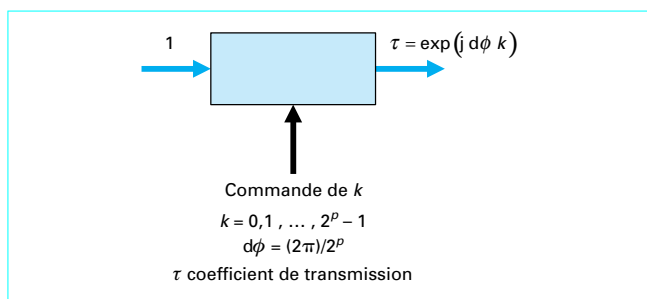 1
τ = exp(j dϕ k)
Commande de k
k = 0,1 , … , 2^p – 1
dϕ = (2π)/2^p
τ coefficient de transmission